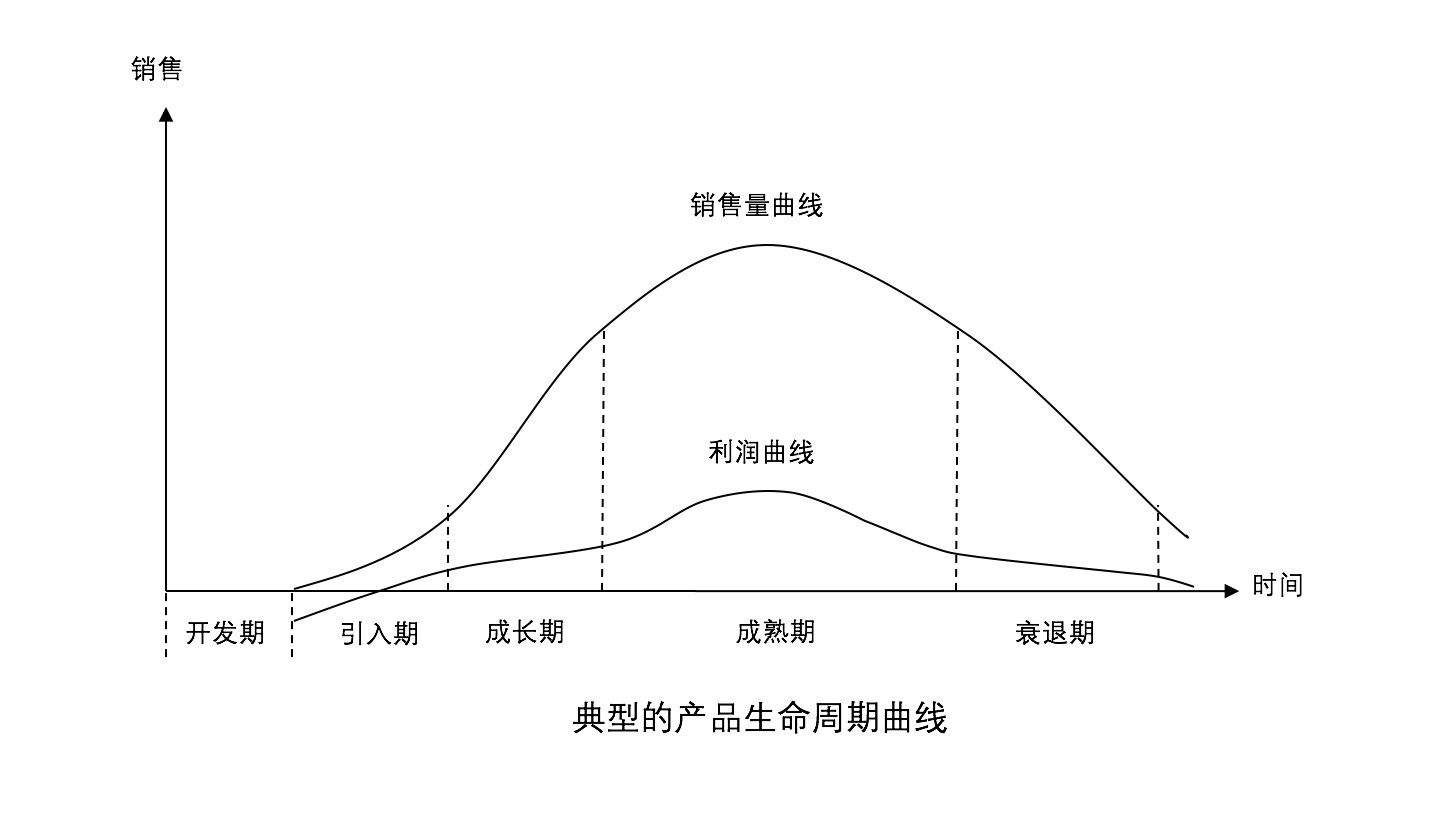 销售
销售量曲线
利润曲线
时间
开发期
引入期
成长期
成熟期
衰退期
典型的产品生命周期曲线